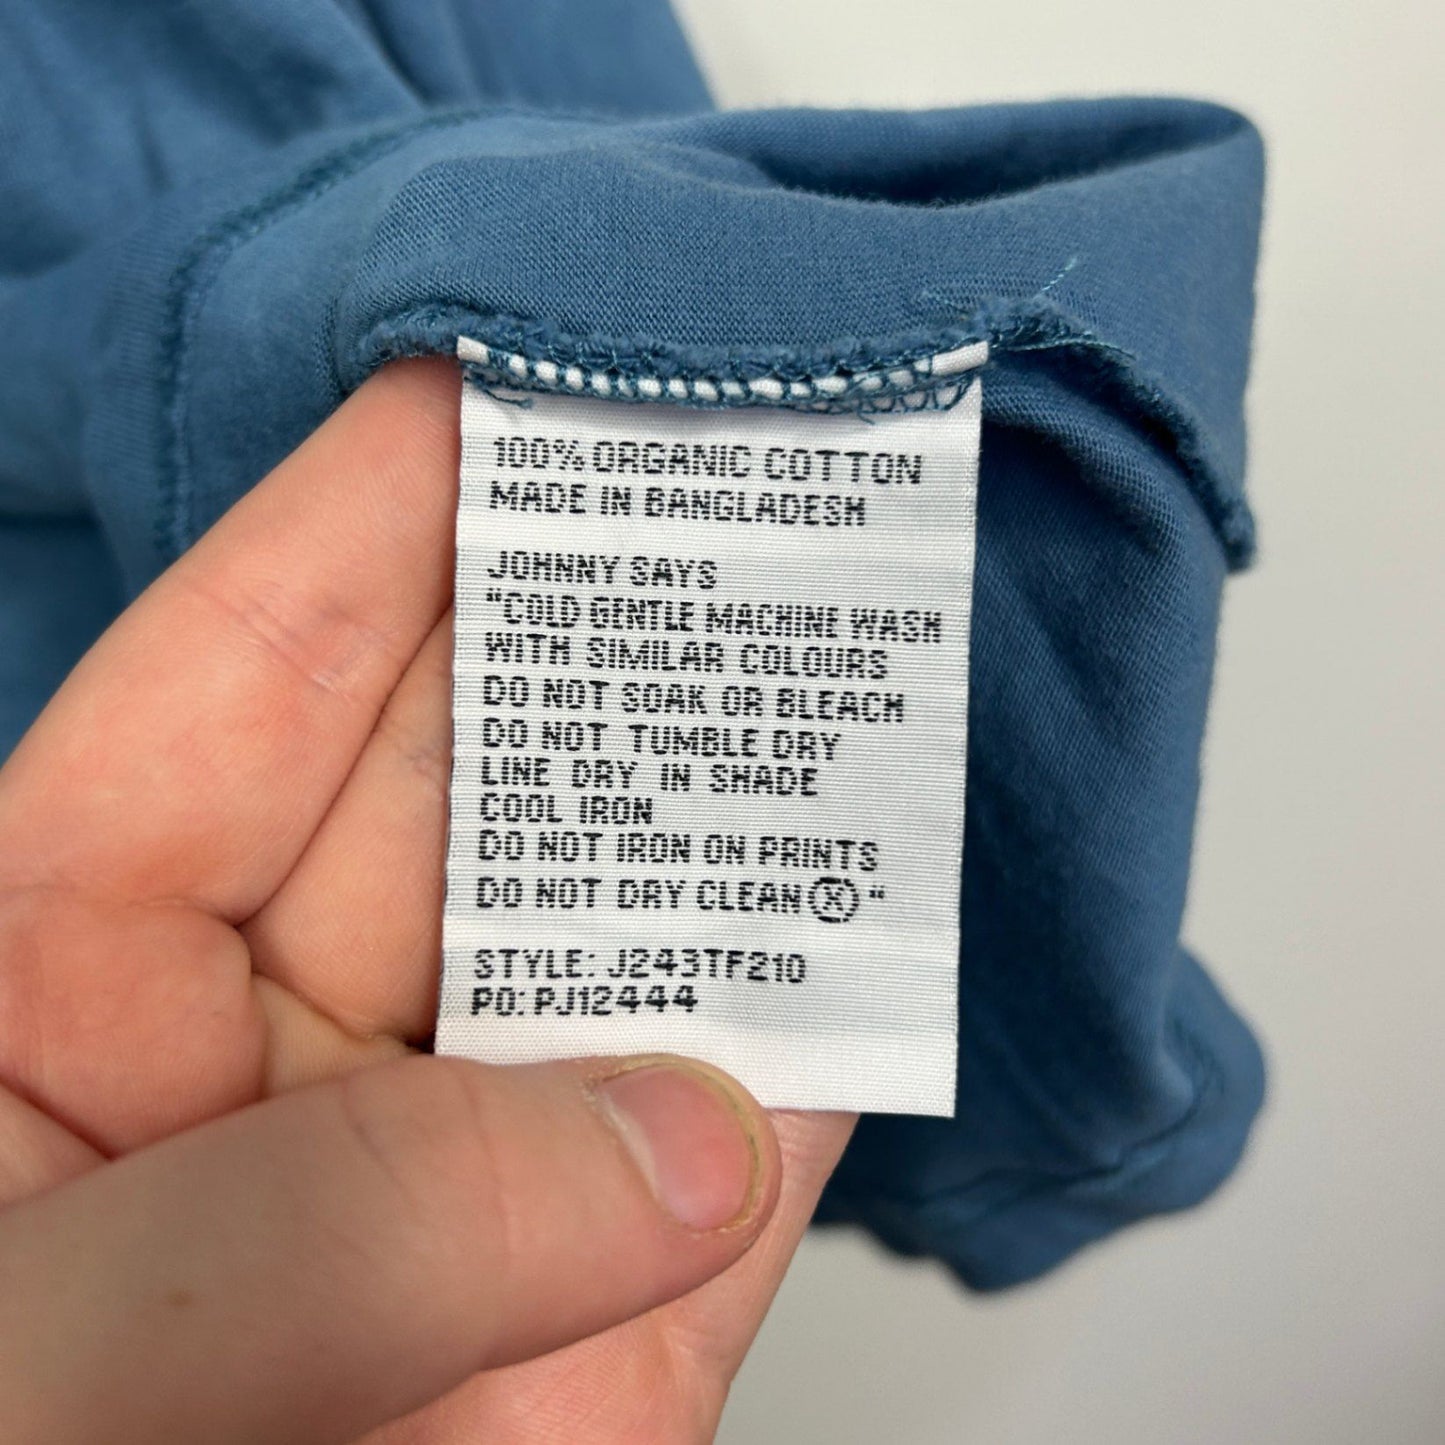 100% ORGANIC COTTON
MADE IN BANGLADESH
JOHNNY SAYS
"COLD GENTLE MACHINE WASH
WITH SIMILAR COLOURS
DO NOT SOAK OR BLEACH
DO NOT TUMBLE DRY
LINE DRY IN SHADE
COOL IRON
DO NOT IRON ON PRINTS
DO NOT DRY CLEAN Ⓧ "
STYLE: J243TF210
PO: PJ12444